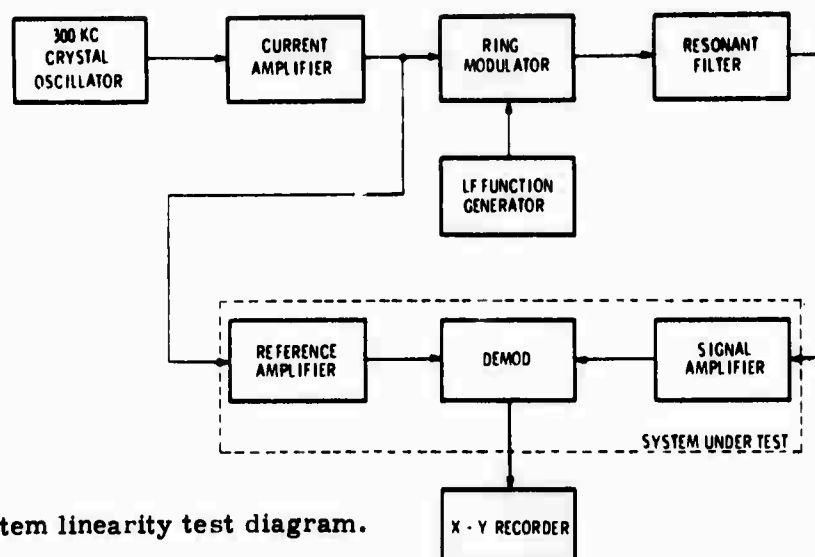 300 KC
CRYSTAL
OSCILLATOR
CURRENT
AMPLIFIER
RING
MODULATOR
RESONANT
FILTER
LF FUNCTION
GENERATOR
REFERENCE
AMPLIFIER
DEMOD
SIGNAL
AMPLIFIER
SYSTEM UNDER TEST
X - Y RECORDER
tem linearity test diagram.